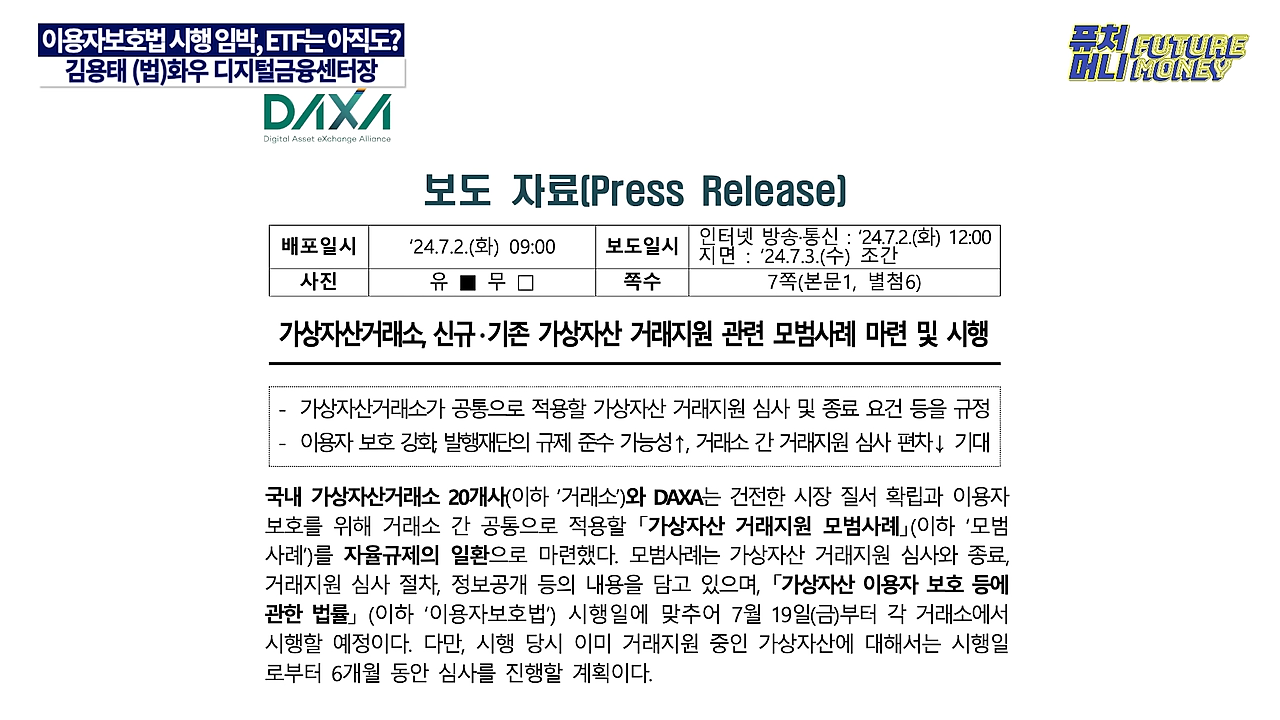 이용자보호법 시행 임박, ETF는 아직도?
김용태 (법)화우 디지털금융센터장
퓨처 FUTURE
머니 MONEY
DAXA
Digital Asset eXchange Alliance
보도 자료(Press Release)
배포일시 ‘24.7.2.(화) 09:00 보도일시 인터넷 방송·통신 : ‘24.7.2.(화) 12:00
지면 : ‘24.7.3.(수) 조간
사진 유 ■ 무 □ 쪽수 7쪽(본문1, 별첨6)
가상자산거래소, 신규·기존 가상자산 거래지원 관련 모범사례 마련 및 시행
- 가상자산거래소가 공통으로 적용할 가상자산 거래지원 심사 및 종료 요건 등을 규정
- 이용자 보호 강화, 발행재단의 규제 준수 가능성↑, 거래소 간 거래지원 심사 편차↓ 기대
국내 가상자산거래소 20개사(이하 ‘거래소’)와 DAXA는 건전한 시장 질서 확립과 이용자
보호를 위해 거래소 간 공통으로 적용할 「가상자산 거래지원 모범사례」(이하 ‘모범
사례’)를 자율규제의 일환으로 마련했다. 모범사례는 가상자산 거래지원 심사와 종료,
거래지원 심사 절차, 정보공개 등의 내용을 담고 있으며, 「가상자산 이용자 보호 등에
관한 법률」 (이하 ‘이용자보호법’) 시행일에 맞추어 7월 19일(금)부터 각 거래소에서
시행할 예정이다. 다만, 시행 당시 이미 거래지원 중인 가상자산에 대해서는 시행일
로부터 6개월 동안 심사를 진행할 계획이다.